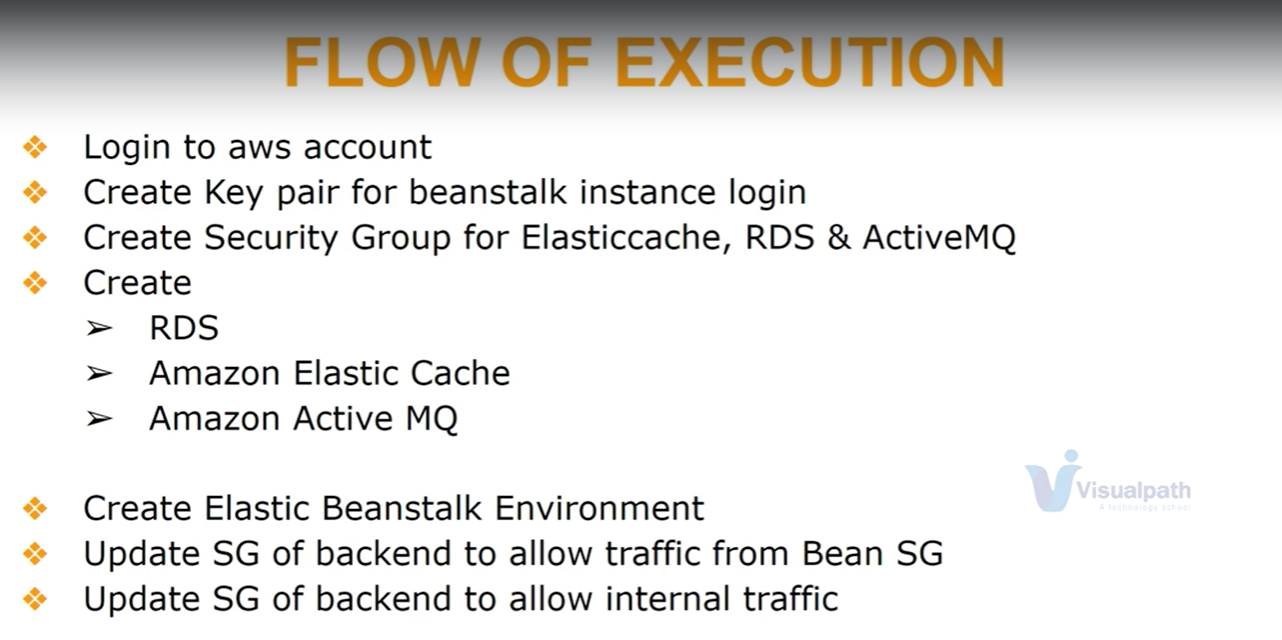 FLOW OF EXECUTION
Login to aws account
Create Key pair for beanstalk instance login
Create Security Group for Elasticcache, RDS & ActiveMQ
Create
RDS
Amazon Elastic Cache
Amazon Active MQ
Visualpath
A technology school
Create Elastic Beanstalk Environment
Update SG of backend to allow traffic from Bean SG
Update SG of backend to allow internal traffic